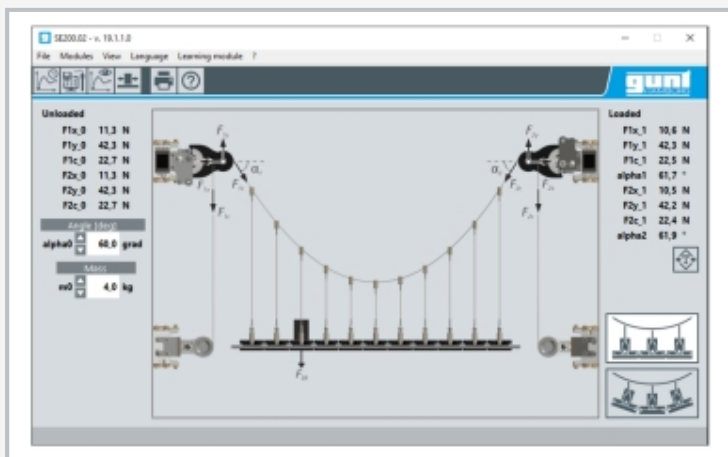 SE200.02 - v. 19.1.1.0
File Modules View Language Learning module ?
gunt
Unloaded
F1x_0 11,3 N
F1y_0 42,3 N
F1c_0 22,7 N
F2x_0 11,3 N
F2y_0 42,3 N
F2c_0 22,7 N
Angle [deg]
alpha0 60,0 grad
Mass
m0 4,0 kg
Loaded
F1x_1 10,6 N
F1y_1 42,3 N
F1c_1 22,5 N
alpha1 61,7 °
F2x_1 10,5 N
F2y_1 42,2 N
F2c_1 22,4 N
alpha2 61,9 °